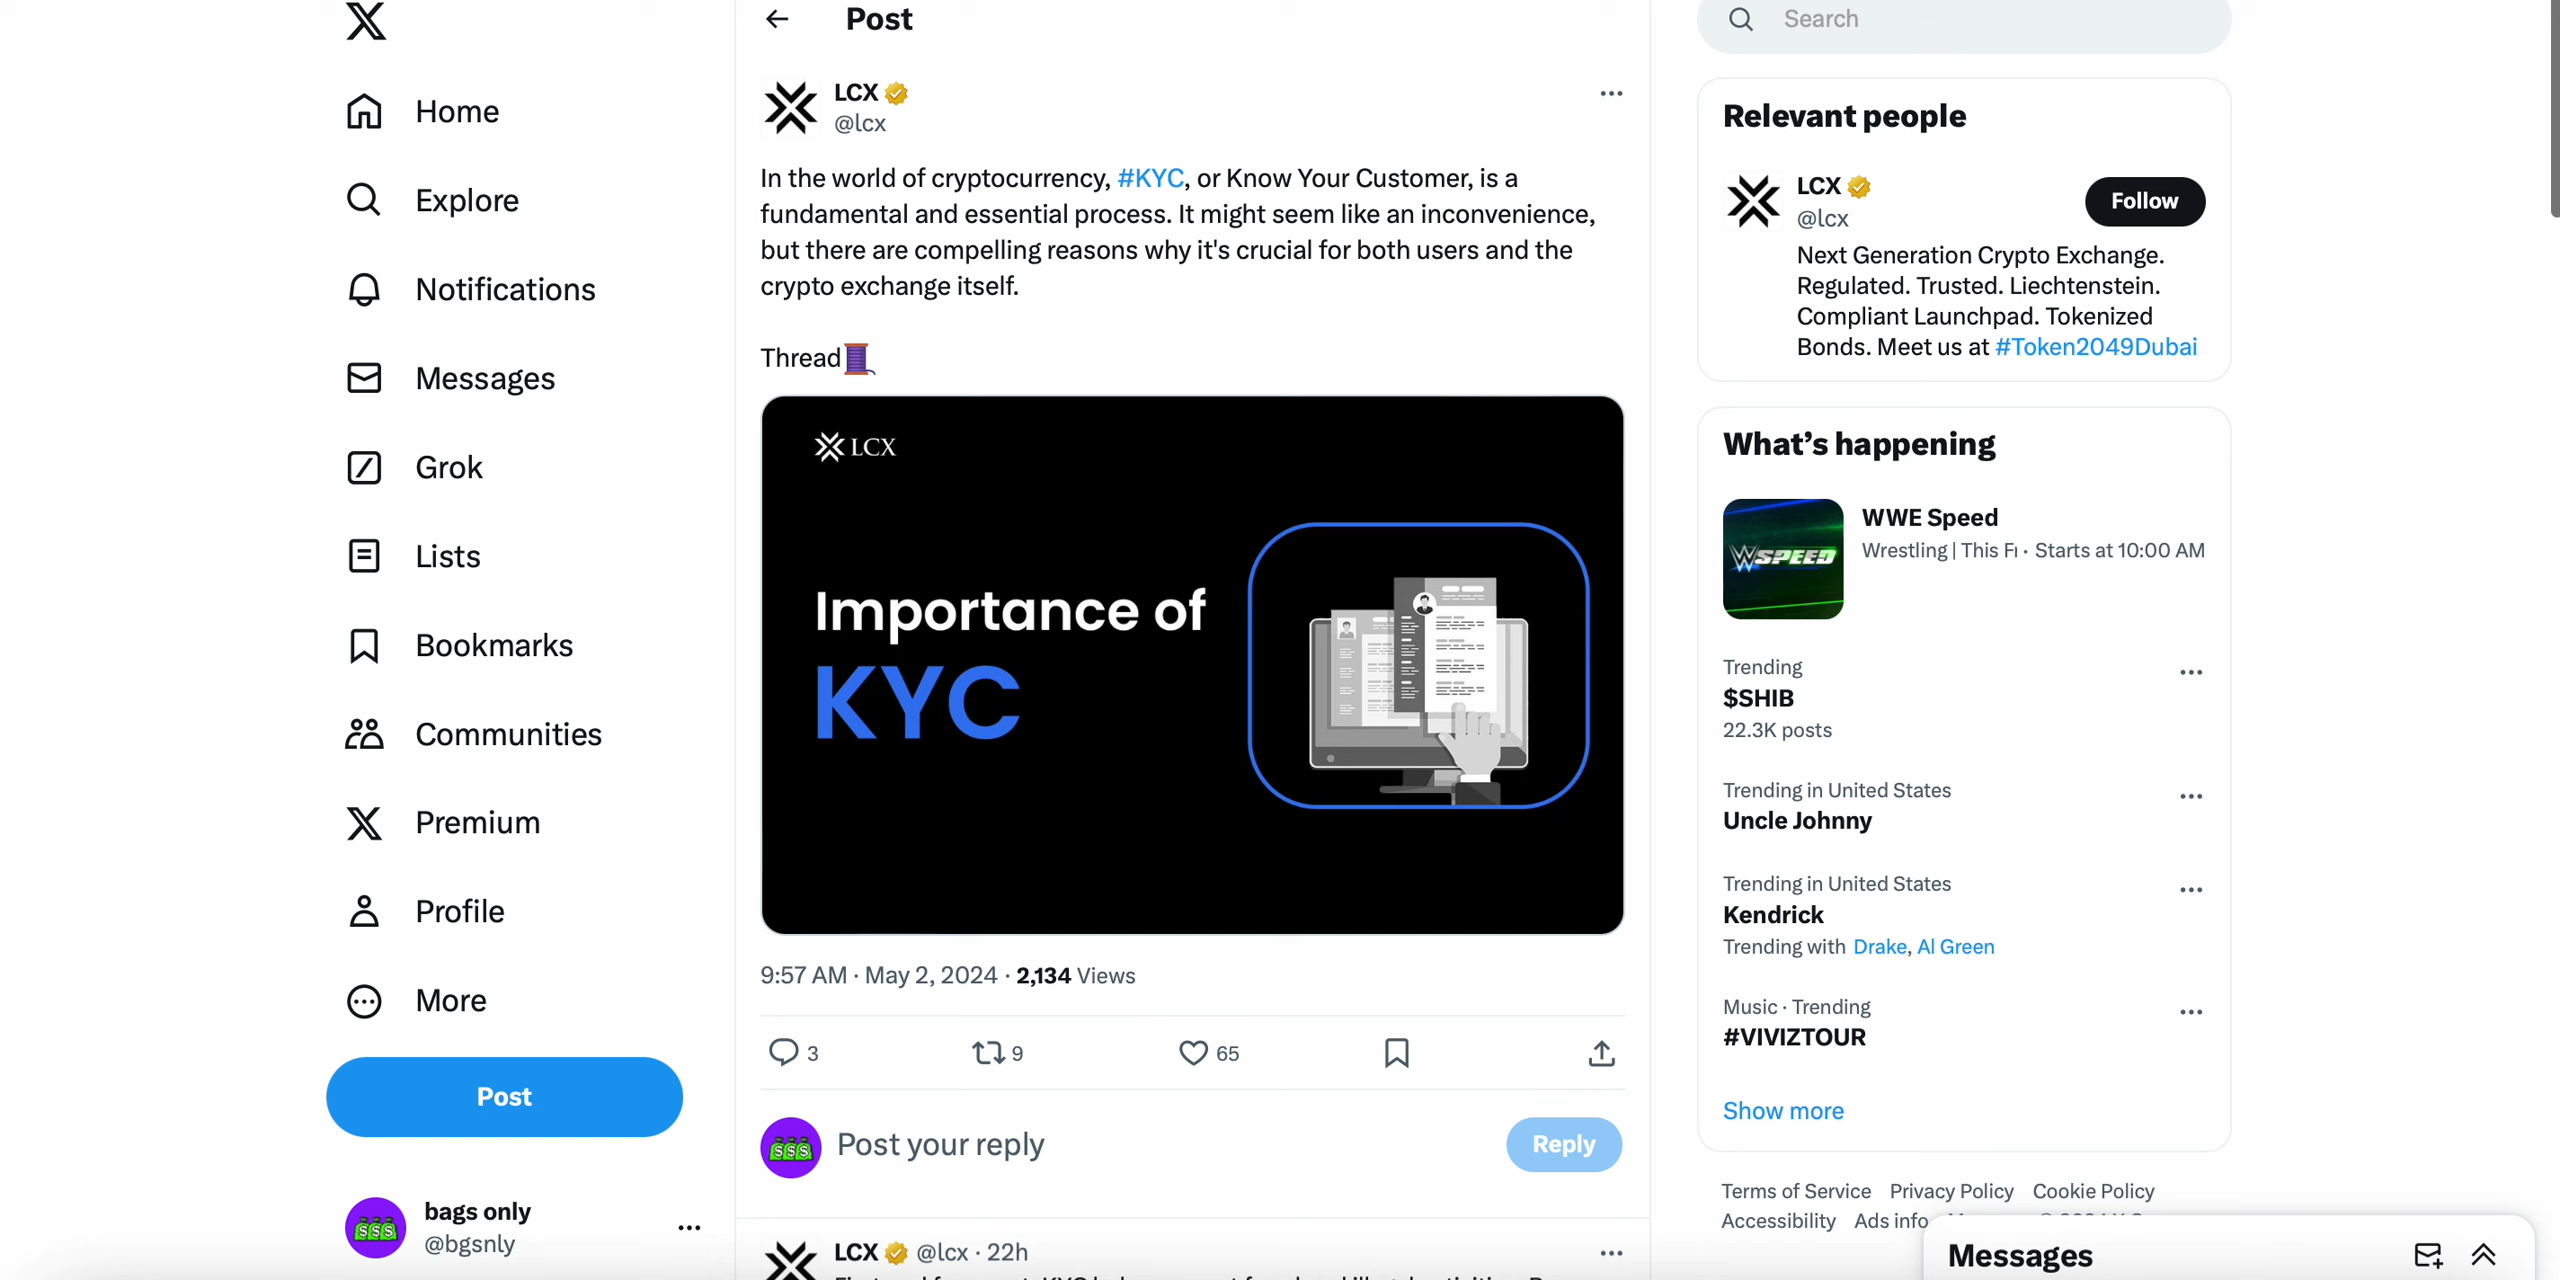 Home
Explore
Notifications
Messages
Grok
Lists
Bookmarks
Communities
Premium
Profile
More
Post
bags only
@bgsnly
Post
LCX
@lcx
In the world of cryptocurrency, #KYC, or Know Your Customer, is a
fundamental and essential process. It might seem like an inconvenience,
but there are compelling reasons why it's crucial for both users and the
crypto exchange itself.
Thread
LCX
Importance of
KYC
9:57 AM · May 2, 2024 · 2,134 Views
3
9
65
Post your reply
Reply
LCX @lcx · 22h
Search
Relevant people
LCX
@lcx
Follow
Next Generation Crypto Exchange.
Regulated. Trusted. Liechtenstein.
Compliant Launchpad. Tokenized
Bonds. Meet us at #Token2049Dubai
What's happening
SPEED
WWE Speed
Wrestling | This Fi · Starts at 10:00 AM
Trending
$SHIB
22.3K posts
Trending in United States
Uncle Johnny
Trending in United States
Kendrick
Trending with Drake, Al Green
Music · Trending
#VIVIZTOUR
Show more
Terms of Service Privacy Policy Cookie Policy
Accessibility Ads info
Messages